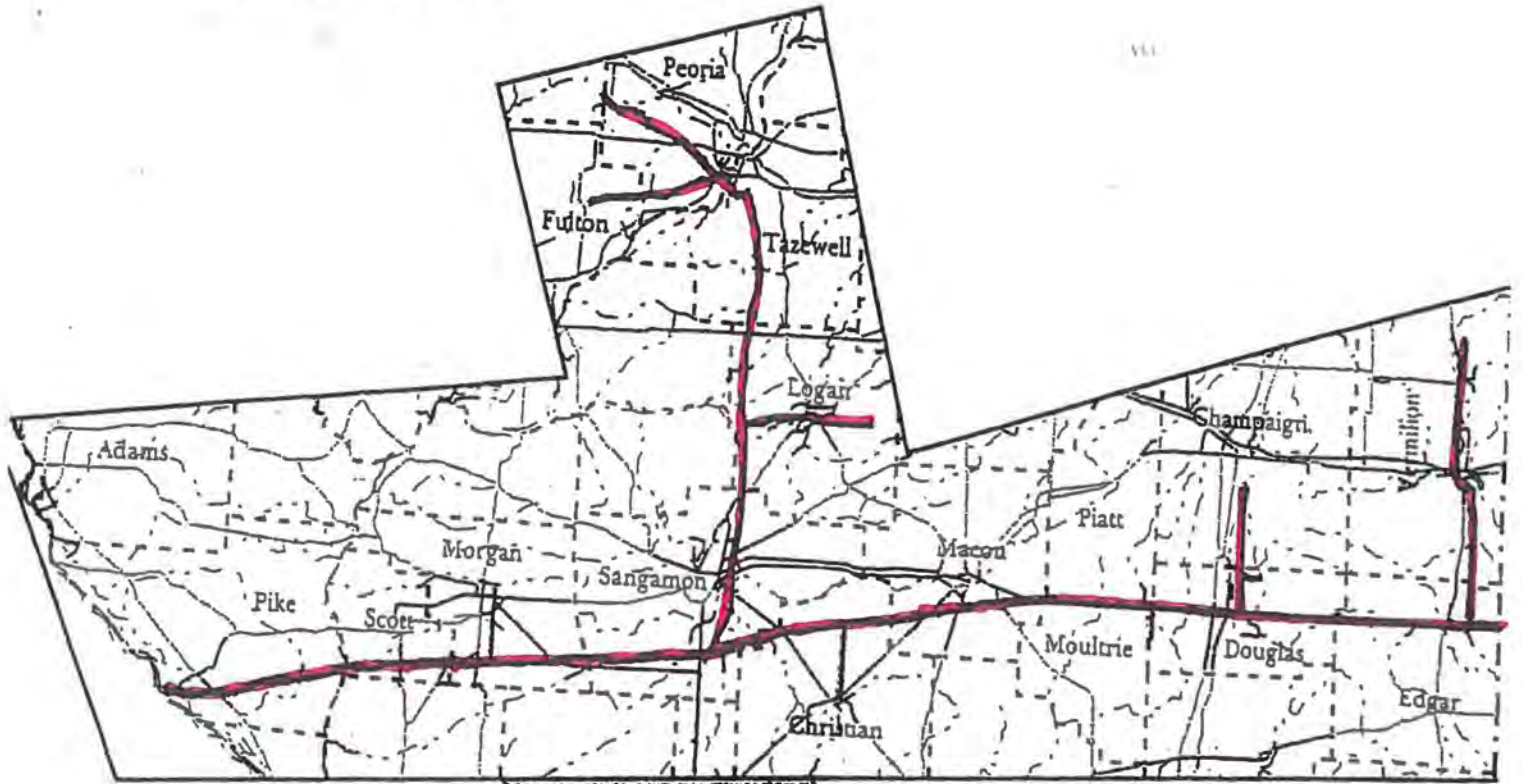 Peoria
Fulton
Tazewell
Logan
Champaign
Vermilion
Adams
Piatt
Morgan
Macon
Sangamon
Pike
Scott
Moultrie
Douglas
Edgar
Christian